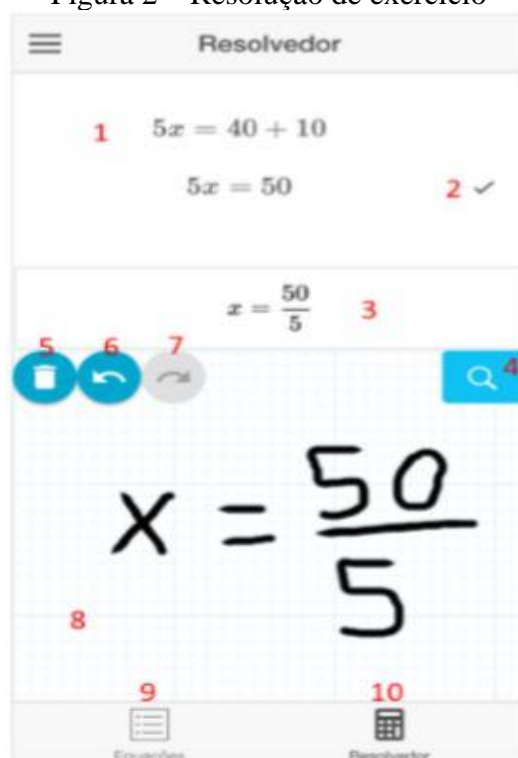 Figura 2 – Resolução de exercício
Resolvedor
1 5x = 40 + 10
5x = 50 2 ✓
x = 50/5 3
5 6 7
4
x = 50/5
8
9 10
Equações Resolvedor